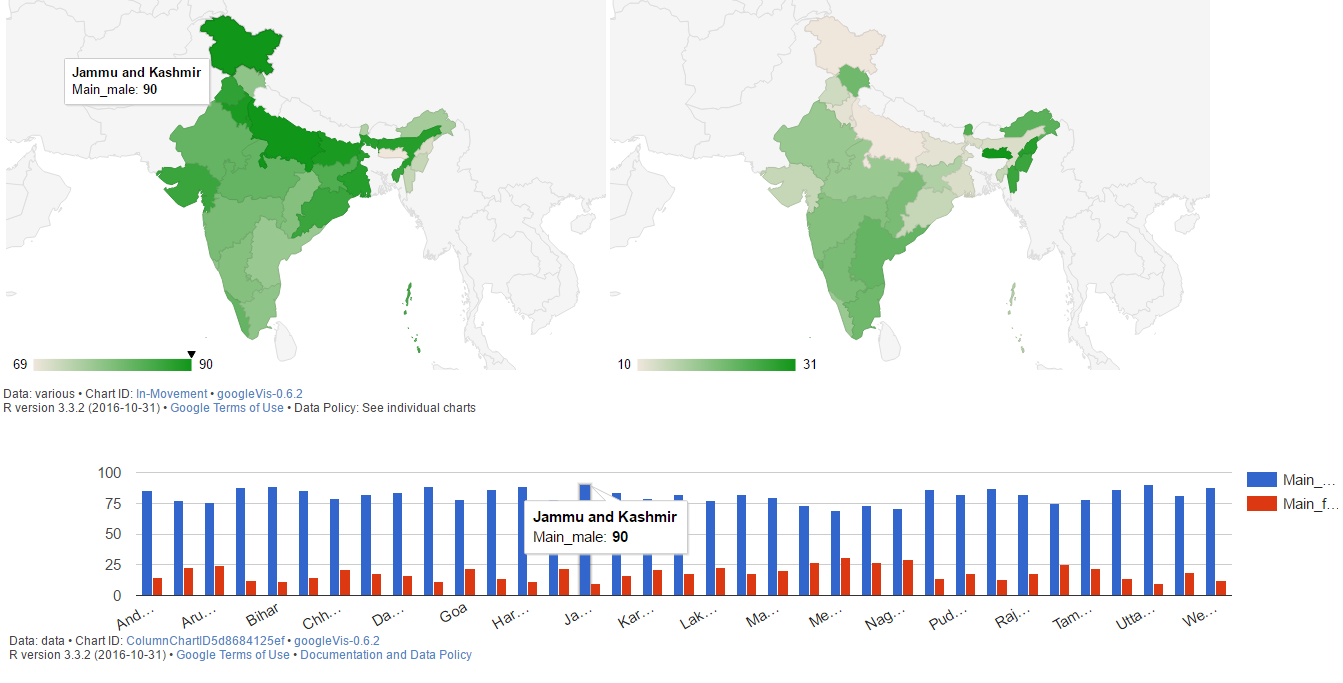 Jammu and Kashmir
Main_male: 90
69 90
10 31
Data: various • Chart ID: In-Movement • googleVis-0.6.2
R version 3.3.2 (2016-10-31) • Google Terms of Use • Data Policy: See individual charts
100
75
50
25
0
Main_...
Main_f...
Jammu and Kashmir
Main_male: 90
And... Aru... Bihar Chh... Da... Goa Har... Ja... Kar... Lak... Ma... Me... Nag... Pud... Raj... Tam... Utta... We...
Data: data • Chart ID: ColumnChartID5d8684125ef • googleVis-0.6.2
R version 3.3.2 (2016-10-31) • Google Terms of Use • Documentation and Data Policy